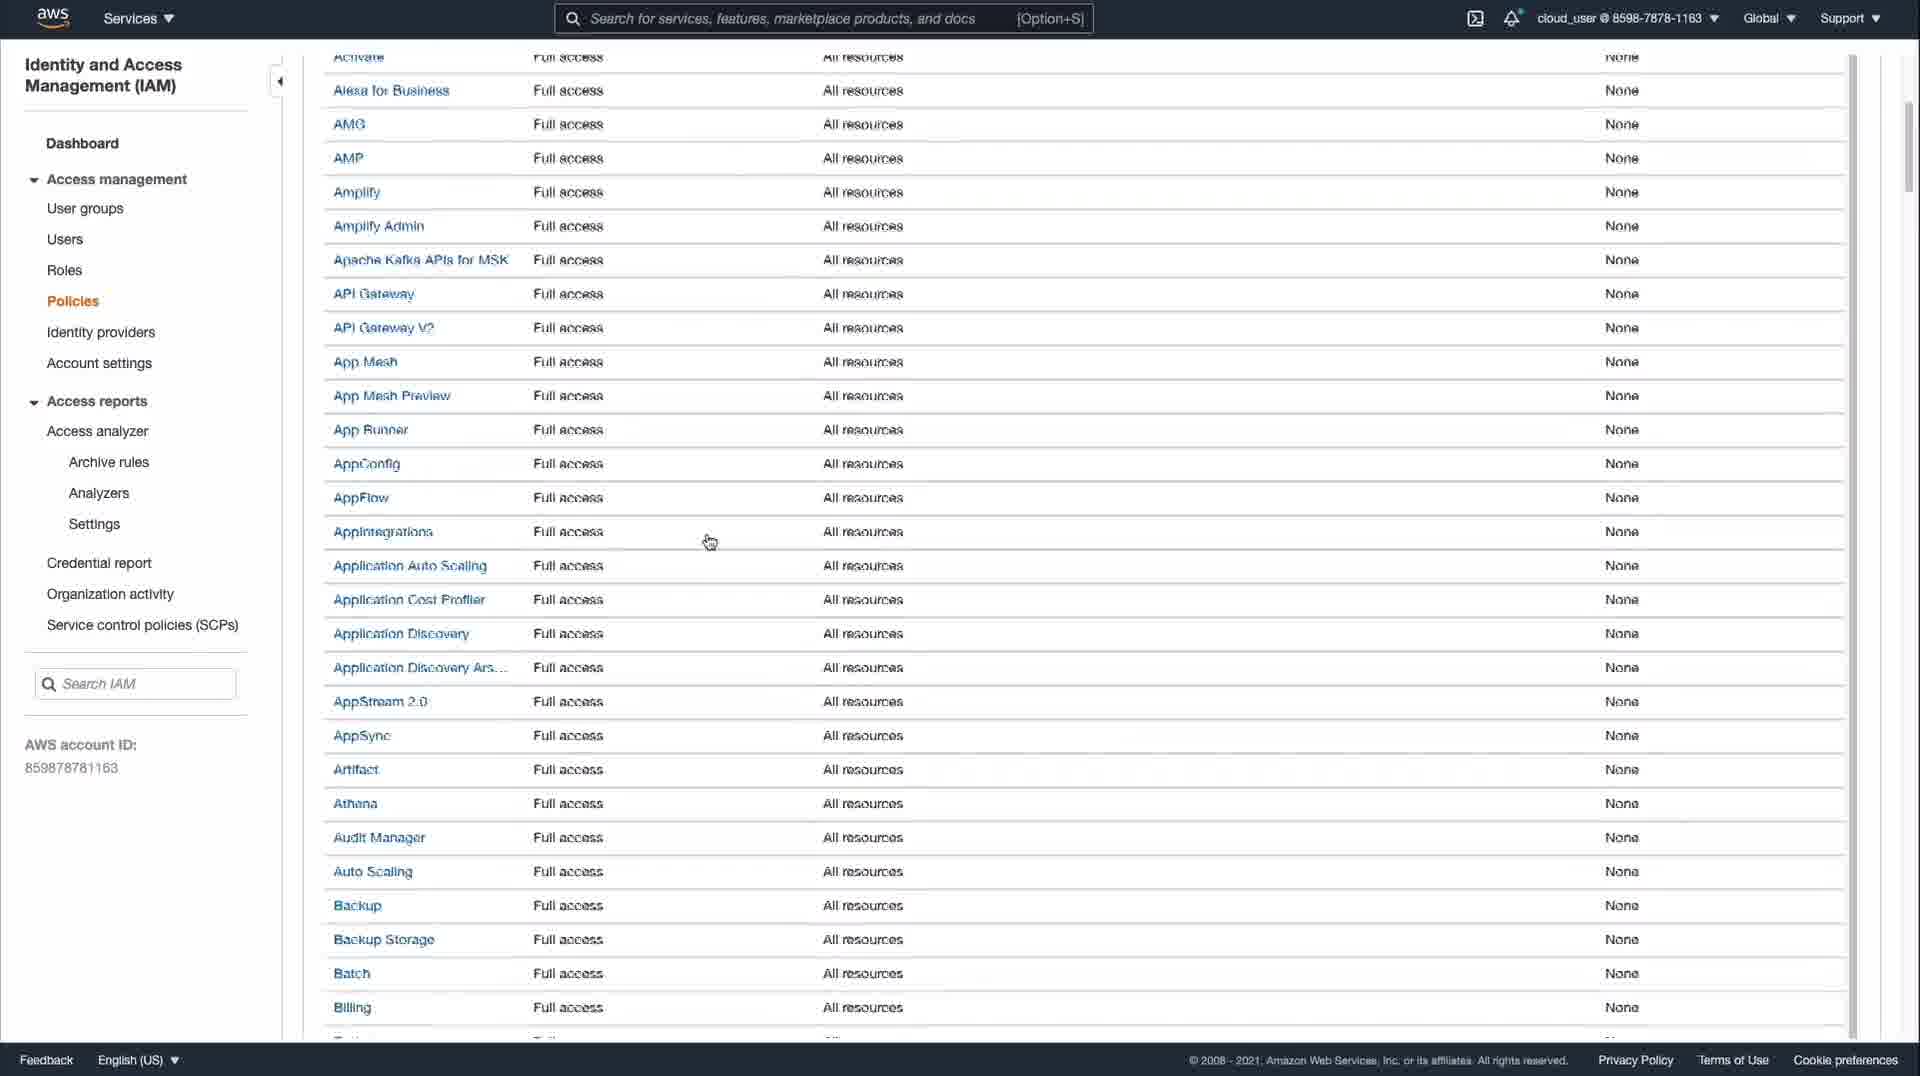 aws
Services
Search for services, features, marketplace products, and docs [Option+S]
cloud_user @ 8598-7878-1163
Global
Support
Identity and Access
Management (IAM)
Dashboard
Access management
User groups
Users
Roles
Policies
Identity providers
Account settings
Access reports
Access analyzer
Archive rules
Analyzers
Settings
Credential report
Organization activity
Service control policies (SCPs)
Search IAM
AWS account ID:
859878781163
Activate Full access All resources None
Alexa for Business Full access All resources None
AMG Full access All resources None
AMP Full access All resources None
Amplify Full access All resources None
Amplify Admin Full access All resources None
Apache Kafka APIs for MSK Full access All resources None
API Gateway Full access All resources None
API Gateway V2 Full access All resources None
App Mesh Full access All resources None
App Mesh Preview Full access All resources None
App Runner Full access All resources None
AppConfig Full access All resources None
AppFlow Full access All resources None
AppIntegrations Full access All resources None
Application Auto Scaling Full access All resources None
Application Cost Profiler Full access All resources None
Application Discovery Full access All resources None
Application Discovery Ars... Full access All resources None
AppStream 2.0 Full access All resources None
AppSync Full access All resources None
Artifact Full access All resources None
Athena Full access All resources None
Audit Manager Full access All resources None
Auto Scaling Full access All resources None
Backup Full access All resources None
Backup Storage Full access All resources None
Batch Full access All resources None
Billing Full access All resources None
Feedback English (US)
© 2008 - 2021, Amazon Web Services, Inc. or its affiliates. All rights reserved. Privacy Policy Terms of Use Cookie preferences